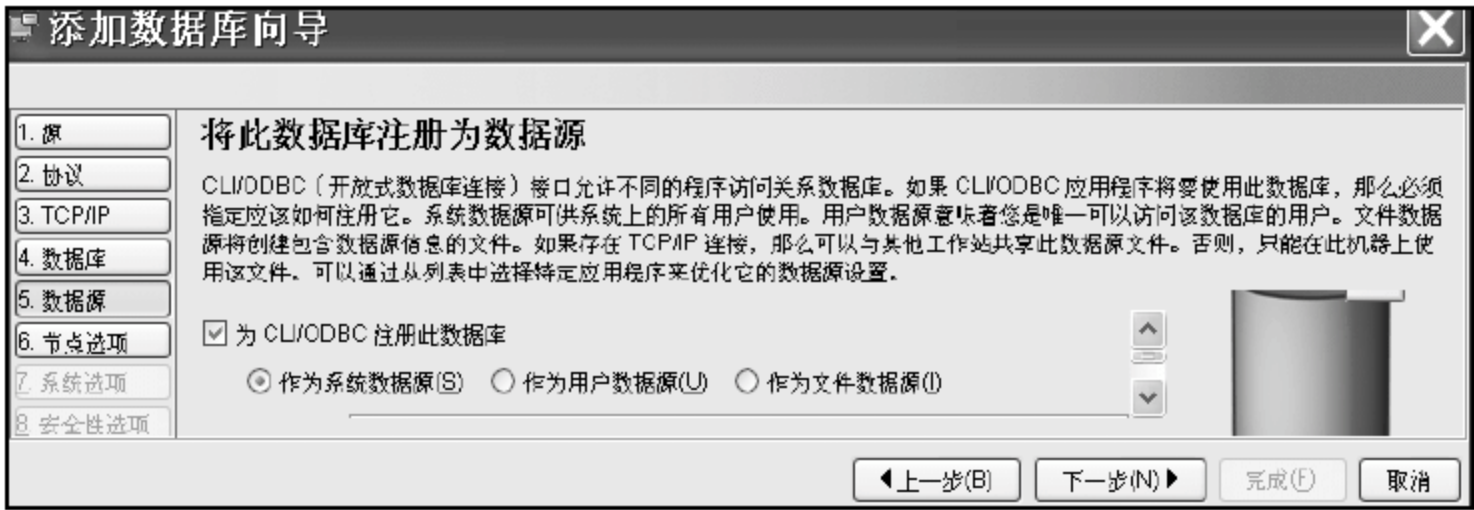 添加数据库向导
1. 源
2. 协议
3. TCP/IP
4. 数据库
5. 数据源
6. 节点选项
7. 系统选项
8. 安全性选项
将此数据库注册为数据源
CLI/ODBC（开放式数据库连接）接口允许不同的程序访问关系数据库。如果 CLI/ODBC 应用程序将要使用此数据库，那么必须
指定应该如何注册它。系统数据源可供系统上的所有用户使用。用户数据源意味着您是唯一可以访问该数据库的用户。文件数据
源将创建包含数据源信息的文件。如果存在 TCP/IP 连接，那么可以与其他工作站共享此数据源文件。否则，只能在此机器上使
用该文件。可以通过从列表中选择特定应用程序来优化它的数据源设置。
为 CLI/ODBC 注册此数据库
作为系统数据源(S) 作为用户数据源(U) 作为文件数据源(I)
上一步(B) 下一步(N) 完成(F) 取消